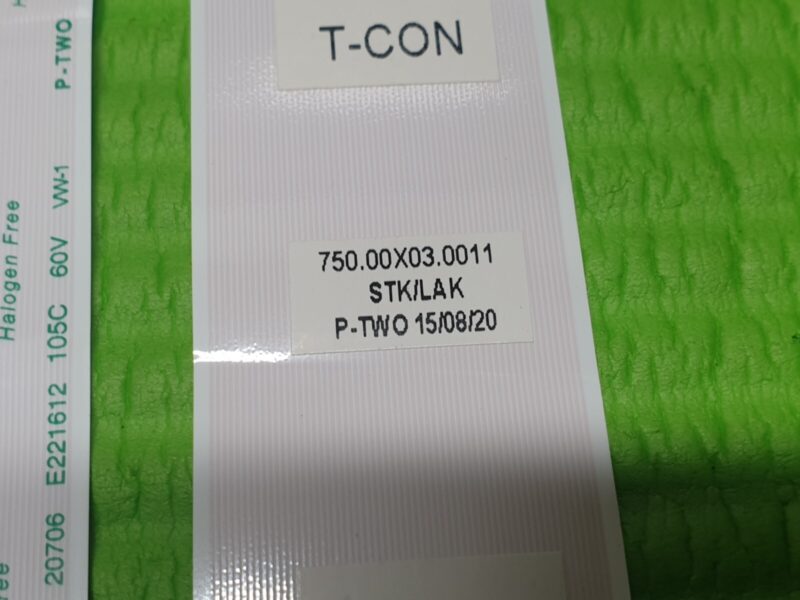 T-CON
750.00X03.0011
STK/LAK
P-TWO 15/08/20
20706 E221612 105C 60V VW-1 P-TWO
Halogen Free